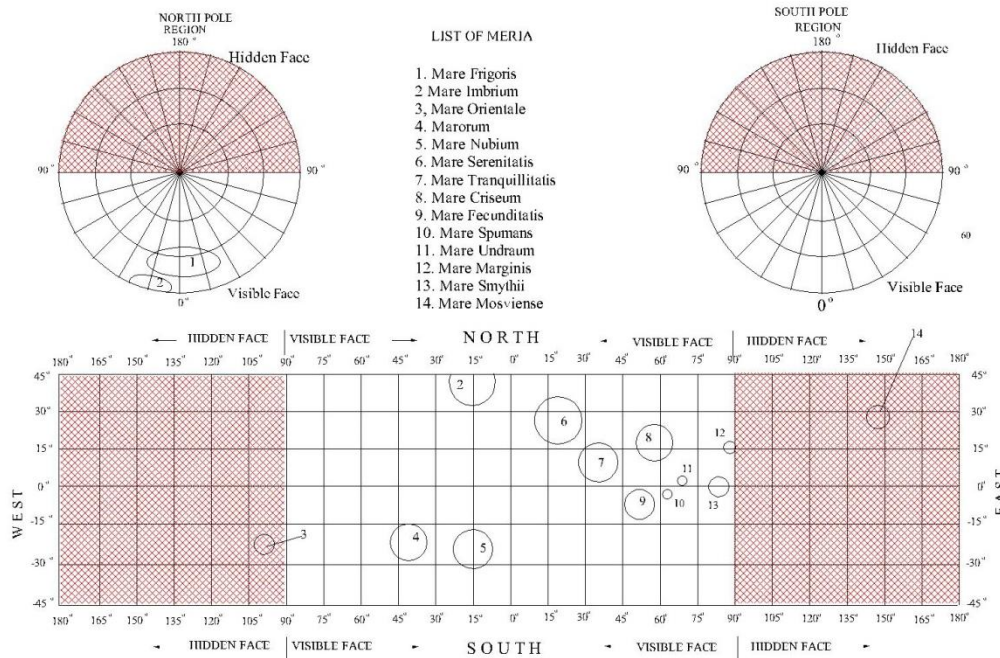 NORTH POLE
REGION
180°
Hidden Face
90°
90°
1
2
0°
Visible Face
LIST OF MERIA
1. Mare Frigoris
2 Mare Imbrium
3, Mare Orientale
4. Marorum
5. Mare Nubium
6. Mare Serenitatis
7. Mare Tranquillitatis
8. Mare Criseum
9. Mare Fecunditatis
10. Mare Spumans
11. Mare Undraum
12. Mare Marginis
13. Mare Smythii
14. Mare Mosviense
SOUTH POLE
REGION
180°
Hidden Face
90°
90°
60
Visible Face
0°
HIDDEN FACE VISIBLE FACE NORTH VISIBLE FACE HIDDEN FACE
14
180° 165° 150° 135° 120° 105° 90° 75° 60° 45° 30° 15° 0° 15° 30° 45° 60° 75° 90° 105° 120° 135° 150° 165° 180°
45° 2 45°
30° 6 30°
15° 8 12 15°
7 11
0° 0°
WEST 9 10 13 EAST
-15° -15°
3 4 5
-30° -30°
-45° -45°
180° 165° 150° 135° 120° 105° 90° 75° 60° 45° 30° 15° 0° 15° 30° 45° 60° 75° 90° 105° 120° 135° 150° 165° 180°
HIDDEN FACE VISIBLE FACE SOUTH VISIBLE FACE HIDDEN FACE